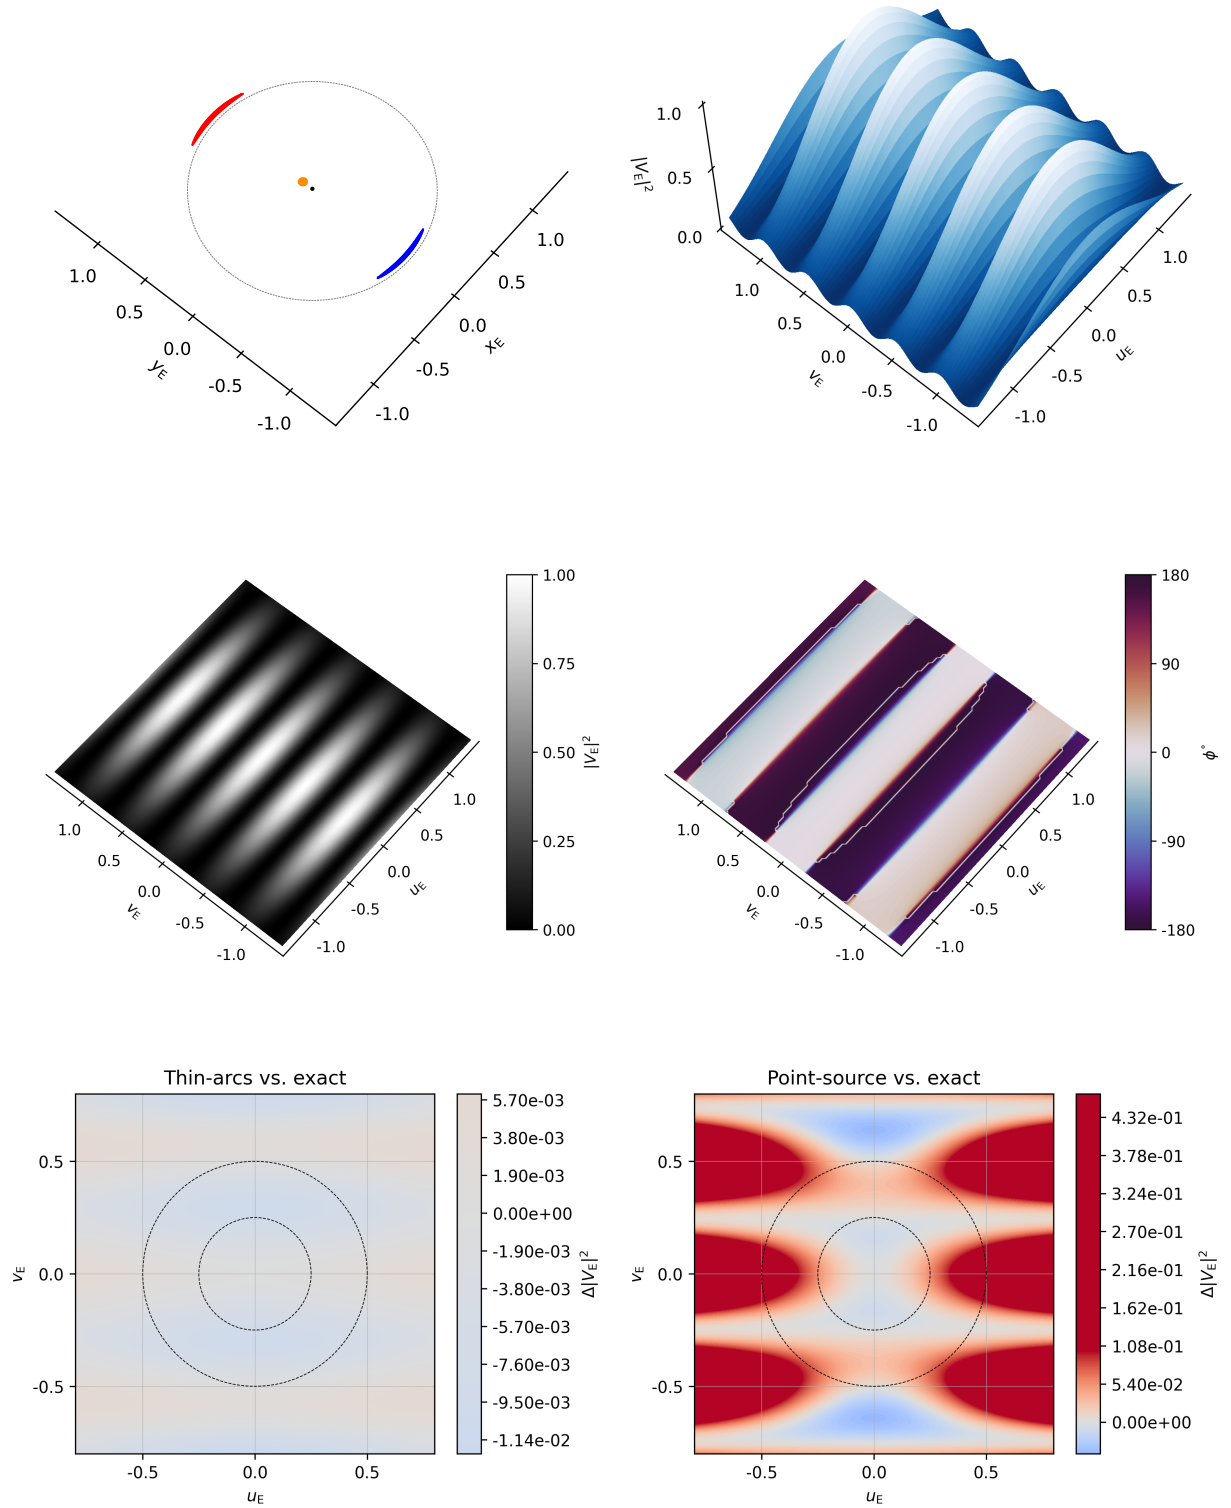 1.0
0.5
0.0
-0.5
-1.0
y_E
1.0
0.5
0.0
-0.5
-1.0
x_E
1.0
0.5
0.0
|V_E|^2
1.0
0.5
0.0
-0.5
-1.0
v_E
1.0
0.5
0.0
-0.5
-1.0
u_E
1.0
0.5
0.0
-0.5
-1.0
v_E
1.0
0.5
0.0
-0.5
-1.0
u_E
1.00
0.75
0.50
0.25
0.00
|V_E|^2
1.0
0.5
0.0
-0.5
-1.0
v_E
1.0
0.5
0.0
-0.5
-1.0
u_E
180
90
0
-90
-180
ϕ°
Thin-arcs vs. exact
0.5
0.0
-0.5
v_E
-0.5 0.0 0.5
u_E
5.70e-03
3.80e-03
1.90e-03
0.00e+00
-1.90e-03
-3.80e-03
-5.70e-03
-7.60e-03
-9.50e-03
-1.14e-02
Δ|V_E|^2
Point-source vs. exact
0.5
0.0
-0.5
v_E
-0.5 0.0 0.5
u_E
4.32e-01
3.78e-01
3.24e-01
2.70e-01
2.16e-01
1.62e-01
1.08e-01
5.40e-02
0.00e+00
Δ|V_E|^2